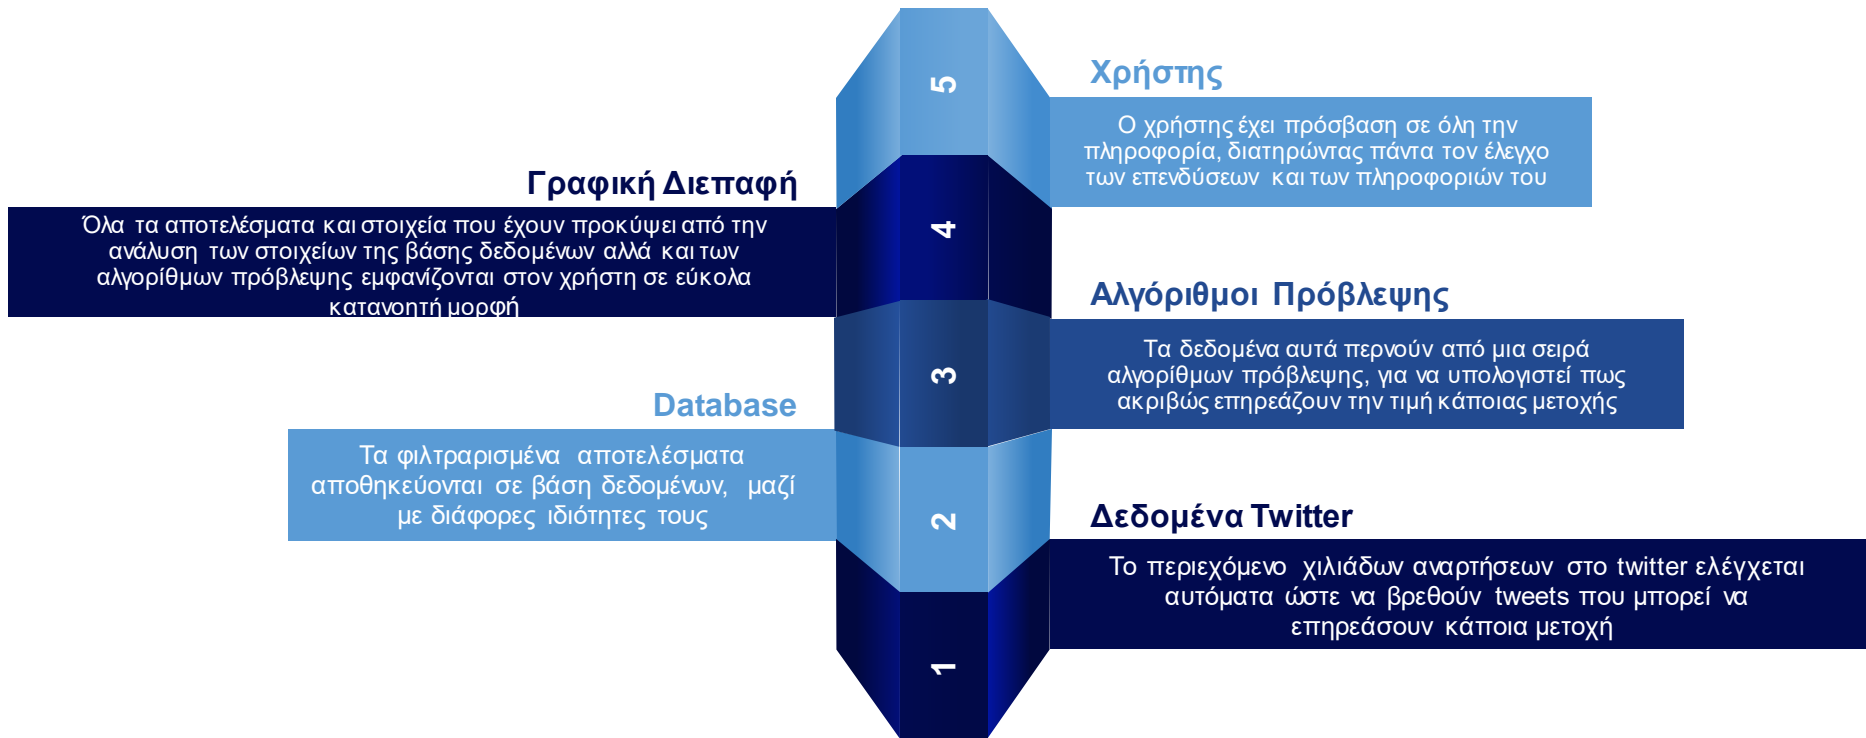 5
Χρήστης
Ο χρήστης έχει πρόσβαση σε όλη την
πληροφορία, διατηρώντας πάντα τον έλεγχο
των επενδύσεων και των πληροφοριών του
Γραφική Διεπαφή
Όλα τα αποτελέσματα και στοιχεία που έχουν προκύψει από την
ανάλυση των στοιχείων της βάσης δεδομένων αλλά και των
αλγορίθμων πρόβλεψης εμφανίζονται στον χρήστη σε εύκολα
κατανοητή μορφή
4
Αλγόριθμοι Πρόβλεψης
Τα δεδομένα αυτά περνούν από μια σειρά
αλγορίθμων πρόβλεψης, για να υπολογιστεί πως
ακριβώς επηρεάζουν την τιμή κάποιας μετοχής
3
Database
Τα φιλτραρισμένα αποτελέσματα
αποθηκεύονται σε βάση δεδομένων, μαζί
με διάφορες ιδιότητες τους
2
Δεδομένα Twitter
Το περιεχόμενο χιλιάδων αναρτήσεων στο twitter ελέγχεται
αυτόματα ώστε να βρεθούν tweets που μπορεί να
επηρεάσουν κάποια μετοχή
1